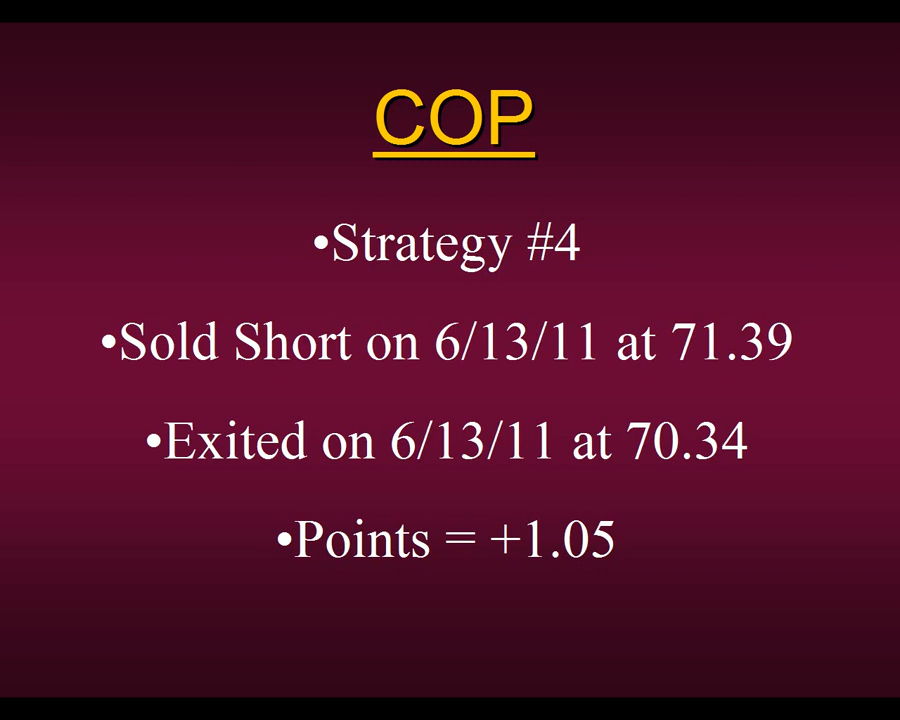 COP
•Strategy #4
•Sold Short on 6/13/11 at 71.39
•Exited on 6/13/11 at 70.34
•Points = +1.05